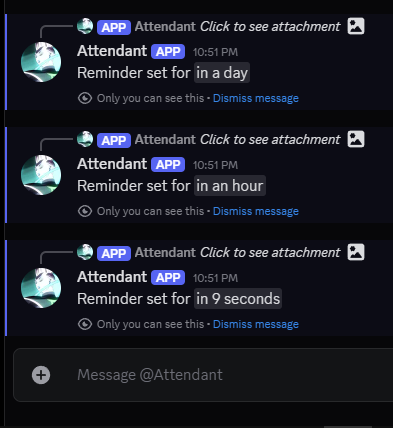 APP Attendant Click to see attachment
Attendant APP 10:51 PM
Reminder set for in a day
Only you can see this • Dismiss message
APP Attendant Click to see attachment
Attendant APP 10:51 PM
Reminder set for in an hour
Only you can see this • Dismiss message
APP Attendant Click to see attachment
Attendant APP 10:51 PM
Reminder set for in 9 seconds
Only you can see this • Dismiss message
Message @Attendant